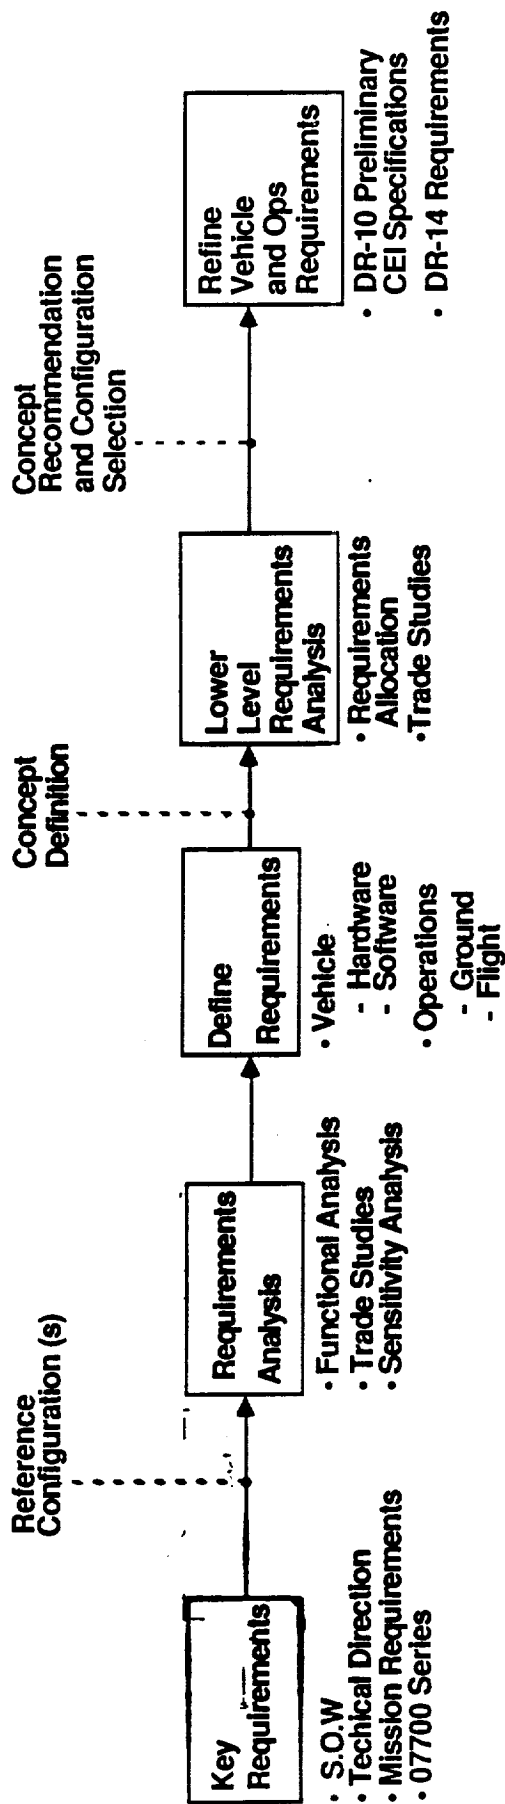 Reference
Configuration (s)
Concept
Definition
Concept
Recommendation
and Configuration
Selection
Key
Requirements
• S.O.W
• Techical Direction
• Mission Requirements
• 07700 Series
Requirements
Analysis
• Functional Analysis
• Trade Studies
• Sensitivity Analysis
Define
Requirements
• Vehicle
- Hardware
- Software
• Operations
- Ground
- Flight
Lower
Level
Requirements
Analysis
• Requirements
Allocation
• Trade Studies
Refine
Vehicle
and Ops
Requirements
• DR-10 Preliminary
CEI Specifications
• DR-14 Requirements